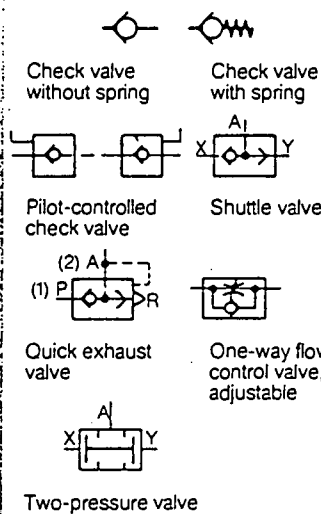 Check valve
without spring
Check valve
with spring
A
X Y
Pilot-controlled
check valve
Shuttle valve
(2) A
(1) P R
Quick exhaust
valve
One-way flow
control valve,
adjustable
A
X Y
Two-pressure valve